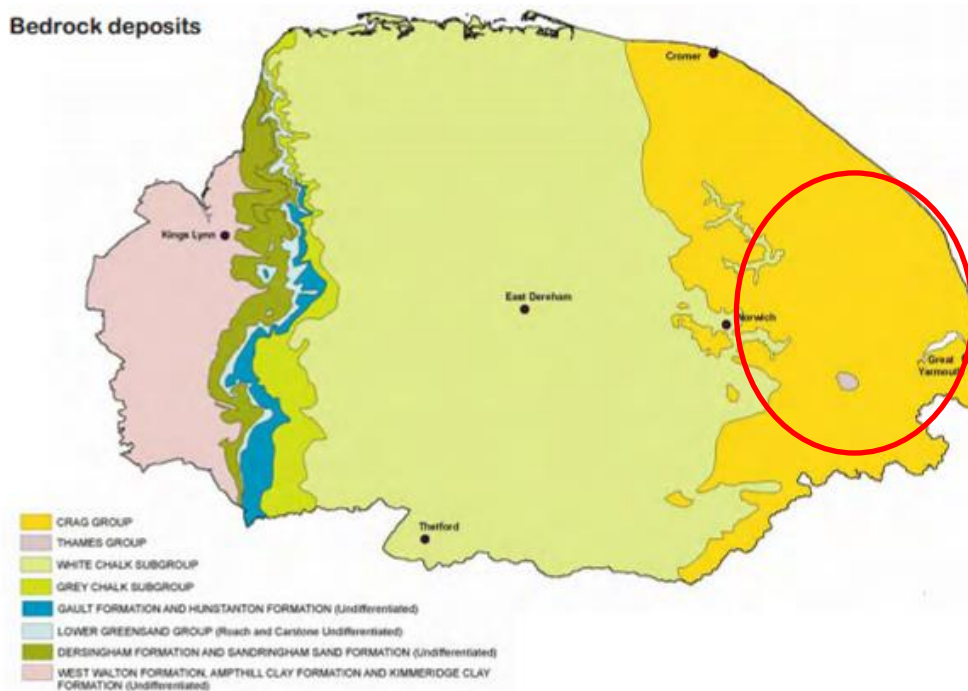 Bedrock deposits
Cromer
Kings Lynn
East Dereham
Norwich
Great
Yarmouth
Thetford
CRAG GROUP
THAMES GROUP
WHITE CHALK SUBGROUP
GREY CHALK SUBGROUP
GAULT FORMATION AND HUNSTANTON FORMATION (Undifferentiated)
LOWER GREENSAND GROUP (Roach and Carstone Undifferentiated)
DERSINGHAM FORMATION AND SANDRINGHAM SAND FORMATION (Undifferentiated)
WEST WALTON FORMATION, AMPTHILL CLAY FORMATION AND KIMMERIDGE CLAY
FORMATION (Undifferentiated)